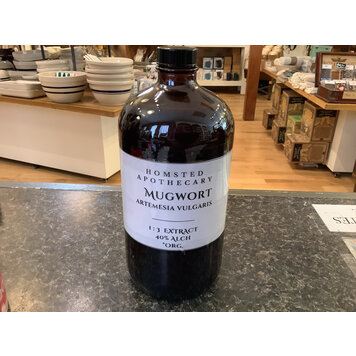 HOMSTED
APOTHECARY
MUGWORT
ARTEMESIA VULGARIS
1:3 EXTRACT
40% ALCH
*ORG.